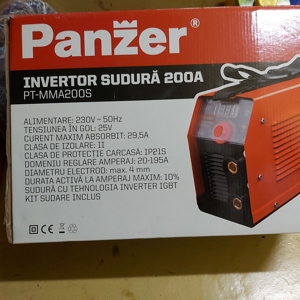 Panzer®
INVERTOR SUDURĂ 200A
PT-MMA200S
ALIMENTARE: 230V ~ 50Hz
TENSIUNEA ÎN GOL: 25V
CURENT MAXIM ABSORBIT: 29,5A
CLASA DE IZOLARE: II
CLASA DE PROTECȚIE CARCASĂ: IP21S
DOMENIU REGLARE AMPERAJ: 20-195A
DIAMETRU ELECTROD: max. 4 mm
DURATA ACTIVĂ LA AMPERAJ MAXIM: 10%
SUDURĂ CU TEHNOLOGIA INVERTER IGBT
KIT SUDARE INCLUS
CE